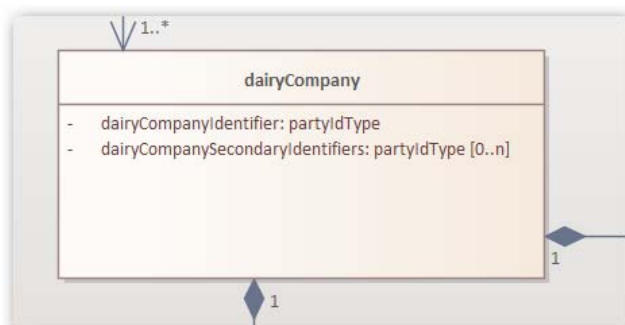 1..*
dairyCompany
- dairyCompanyIdentifier: partyIdType
- dairyCompanySecondaryIdentifiers: partyIdType [0..n]
1
1